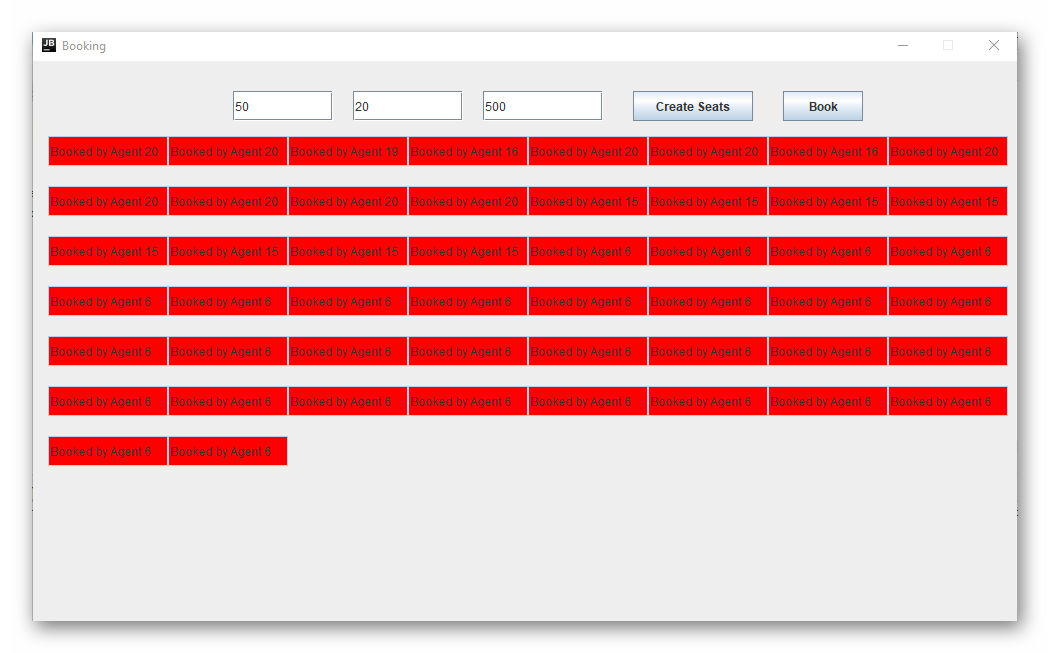 JB Booking
50 20 500 Create Seats Book
Booked by Agent 20 Booked by Agent 20 Booked by Agent 19 Booked by Agent 16 Booked by Agent 20 Booked by Agent 20 Booked by Agent 16 Booked by Agent 20
Booked by Agent 20 Booked by Agent 20 Booked by Agent 20 Booked by Agent 20 Booked by Agent 15 Booked by Agent 15 Booked by Agent 15 Booked by Agent 15
Booked by Agent 15 Booked by Agent 15 Booked by Agent 15 Booked by Agent 15 Booked by Agent 6 Booked by Agent 6 Booked by Agent 6 Booked by Agent 6
Booked by Agent 6 Booked by Agent 6 Booked by Agent 6 Booked by Agent 6 Booked by Agent 6 Booked by Agent 6 Booked by Agent 6 Booked by Agent 6
Booked by Agent 6 Booked by Agent 6 Booked by Agent 6 Booked by Agent 6 Booked by Agent 6 Booked by Agent 6 Booked by Agent 6 Booked by Agent 6
Booked by Agent 6 Booked by Agent 6 Booked by Agent 6 Booked by Agent 6 Booked by Agent 6 Booked by Agent 6 Booked by Agent 6 Booked by Agent 6
Booked by Agent 6 Booked by Agent 6